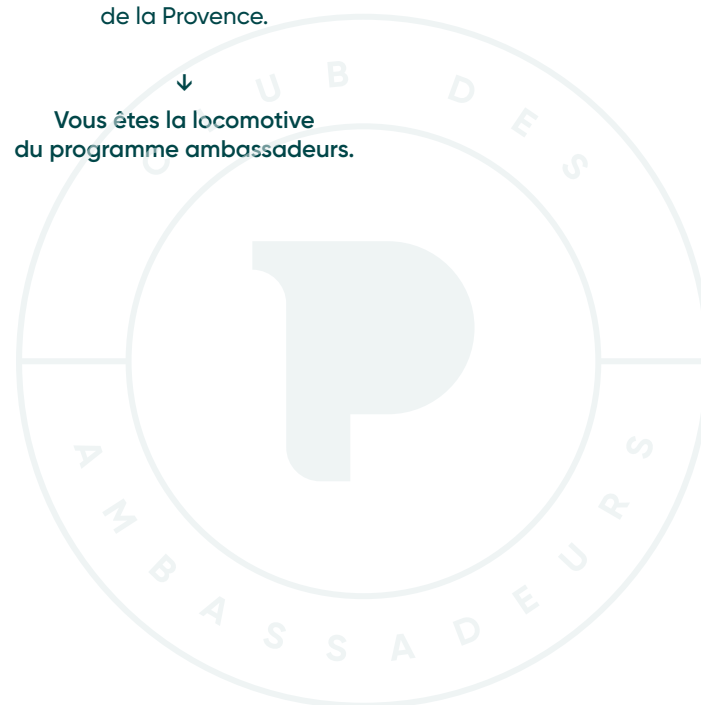 de la Provence.
↓
Vous êtes la locomotive
du programme ambassadeurs.
CLUB DES
P
AMBASSADEURS